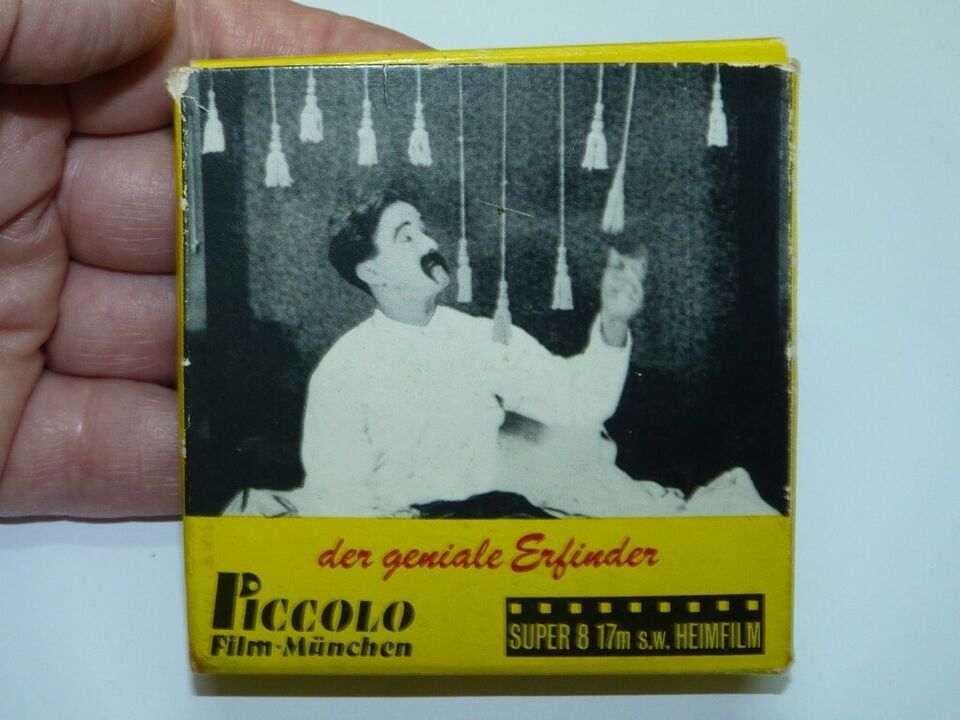 der geniale Erfinder
Piccolo
Film-München
SUPER 8 17m s.w. HEIMFILM